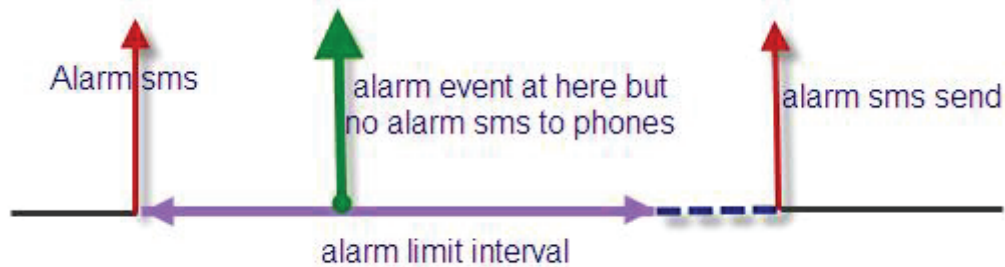 Alarm sms
alarm event at here but
no alarm sms to phones
alarm sms send
alarm limit interval